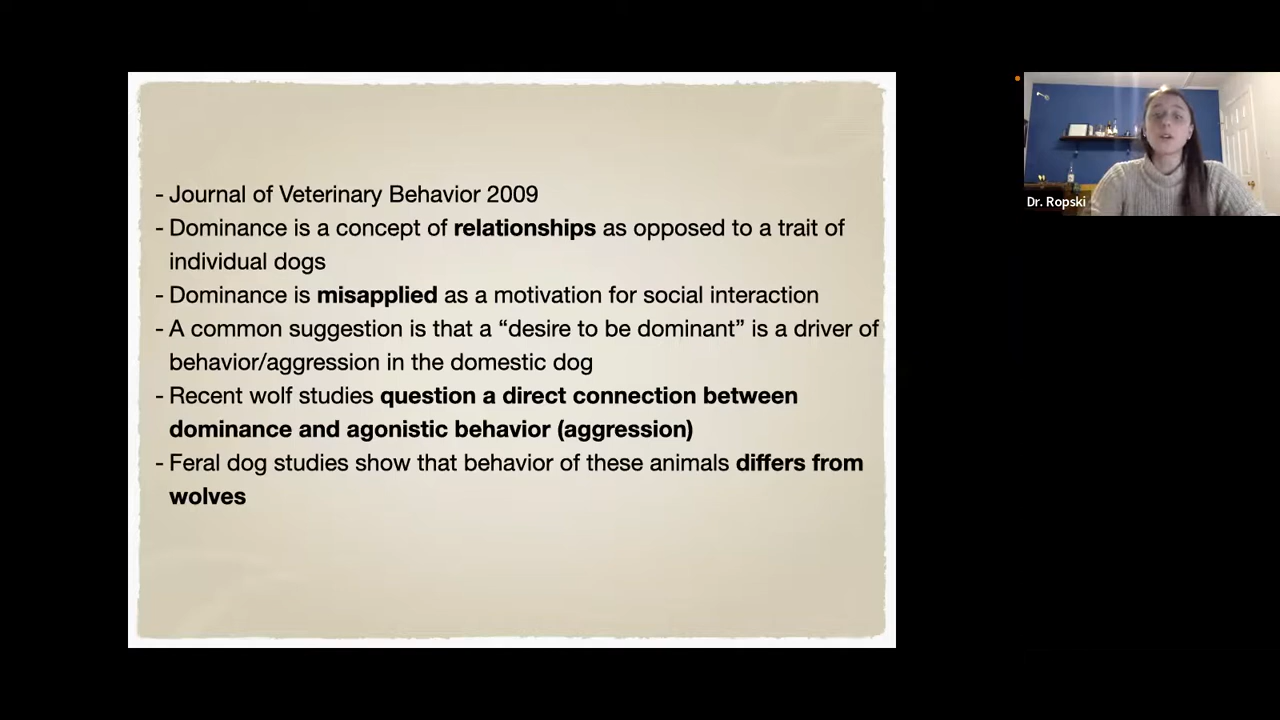 - Journal of Veterinary Behavior 2009
- Dominance is a concept of relationships as opposed to a trait of
individual dogs
- Dominance is misapplied as a motivation for social interaction
- A common suggestion is that a “desire to be dominant” is a driver of
behavior/aggression in the domestic dog
- Recent wolf studies question a direct connection between
dominance and agonistic behavior (aggression)
- Feral dog studies show that behavior of these animals differs from
wolves
Dr. Ropski